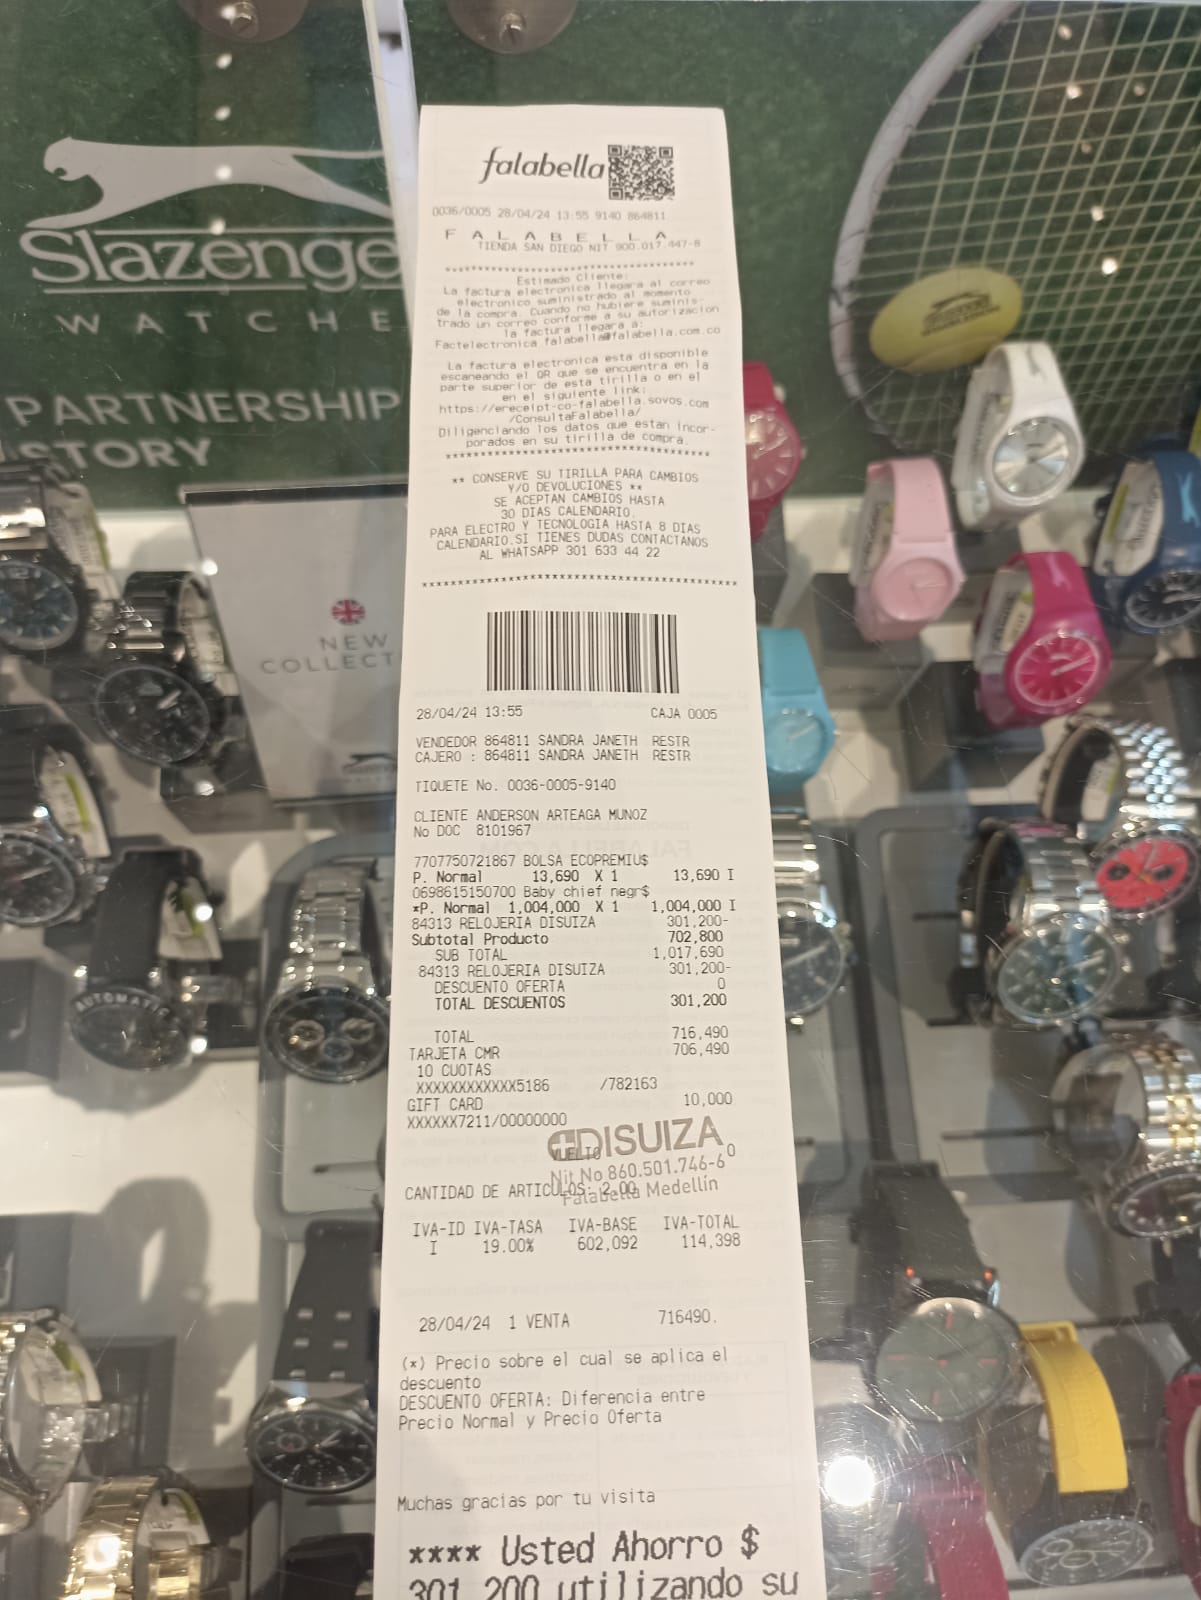 Slazenge
WATCHE
PARTNERSHIP
STORY
NEW
COLLECT
AUTOMATIC
falabella
0036/0005 28/04/24 13:55 9140 864811
F A L A B E L L A
TIENDA SAN DIEGO NIT 900.017.447-8
************************************
Estimado Cliente:
La factura electronica llegara al correo
electronico suministrado al momento
de la compra. Cuando no hubiere suminis-
trado un correo conforme a su autorizacion
la factura llegara a:
Factelectronica.falabella@falabella.com.co
La factura electronica esta disponible
escaneando el QR que se encuentra en la
parte superior de esta tirilla o en el
en el siguiente link:
https://ereceipt-co-falabella.sovos.com
/ConsultaFalabella/
Diligenciando los datos que estan incor-
porados en su tirilla de compra.
************************************
** CONSERVE SU TIRILLA PARA CAMBIOS
Y/O DEVOLUCIONES **
SE ACEPTAN CAMBIOS HASTA
30 DIAS CALENDARIO.
PARA ELECTRO Y TECNOLOGIA HASTA 8 DIAS
CALENDARIO.SI TIENES DUDAS CONTACTANOS
AL WHATSAPP 301 633 44 22
******************************************
28/04/24 13:55 CAJA 0005
VENDEDOR 864811 SANDRA JANETH RESTR
CAJERO : 864811 SANDRA JANETH RESTR
TIQUETE No. 0036-0005-9140
CLIENTE ANDERSON ARTEAGA MUNOZ
No DOC 8101967
7707750721867 BOLSA ECOPREMIU$
P. Normal 13,690 X 1 13,690 I
0698615150700 Baby chief negr$
*P. Normal 1,004,000 X 1 1,004,000 I
84313 RELOJERIA DISUIZA 301,200-
Subtotal Producto 702,800
SUB TOTAL 1,017,690
84313 RELOJERIA DISUIZA 301,200-
DESCUENTO OFERTA 0
TOTAL DESCUENTOS 301,200
TOTAL 716,490
TARJETA CMR 706,490
10 CUOTAS
XXXXXXXXXXXX5186 /782163
GIFT CARD 10,000
XXXXXX7211/00000000
DISUIZA
VUELTO 0
Nit No 860.501.746-6
CANTIDAD DE ARTICULOS: 2.00
Falabella Medellín
IVA-ID IVA-TASA IVA-BASE IVA-TOTAL
I 19.00% 602,092 114,398
28/04/24 1 VENTA 716490.
(*) Precio sobre el cual se aplica el
descuento
DESCUENTO OFERTA: Diferencia entre
Precio Normal y Precio Oferta
Muchas gracias por tu visita
**** Usted Ahorro $
301,200 utilizando su